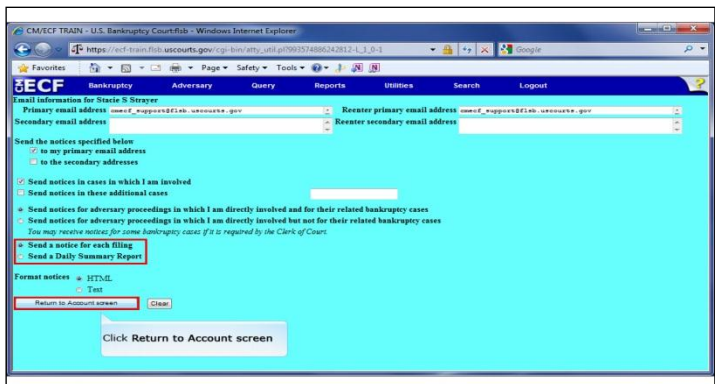 CM/ECF TRAIN - U.S. Bankruptcy Court:flsb - Windows Internet Explorer
https://ecf-train.flsb.uscourts.gov/cgi-bin/atty_util.pl?991574886242812-L_1_0-1
Google
Favorites Page Safety Tools
ECF Bankruptcy Adversary Query Reports Utilities Search Logout ?
Email information for Stacie S Strayer
Primary email address cmecf_support@flsb.uscourts.gov Reenter primary email address cmecf_support@flsb.uscourts.gov
Secondary email address Reenter secondary email address
Send the notices specified below
to my primary email address
to the secondary addresses
Send notices in cases in which I am involved
Send notices in these additional cases
Send notices for adversary proceedings in which I am directly involved and for their related bankruptcy cases
Send notices for adversary proceedings in which I am directly involved but not for their related bankruptcy cases
You may receive notices for some bankruptcy cases if it is required by the Clerk of Court.
Send a notice for each filing
Send a Daily Summary Report
Format notices HTML
Text
Return to Account screen Clear
Click Return to Account screen